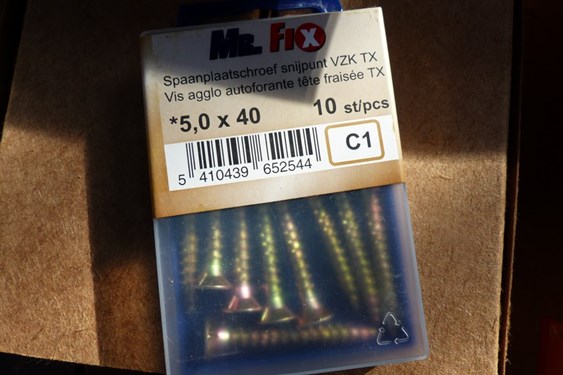 MR. FIX
Spaanplaatschroef snijpunt VZK TX
Vis agglo autoforante tête fraisée TX
*5,0 x 40 10 st/pcs
C1
5 410439 652544